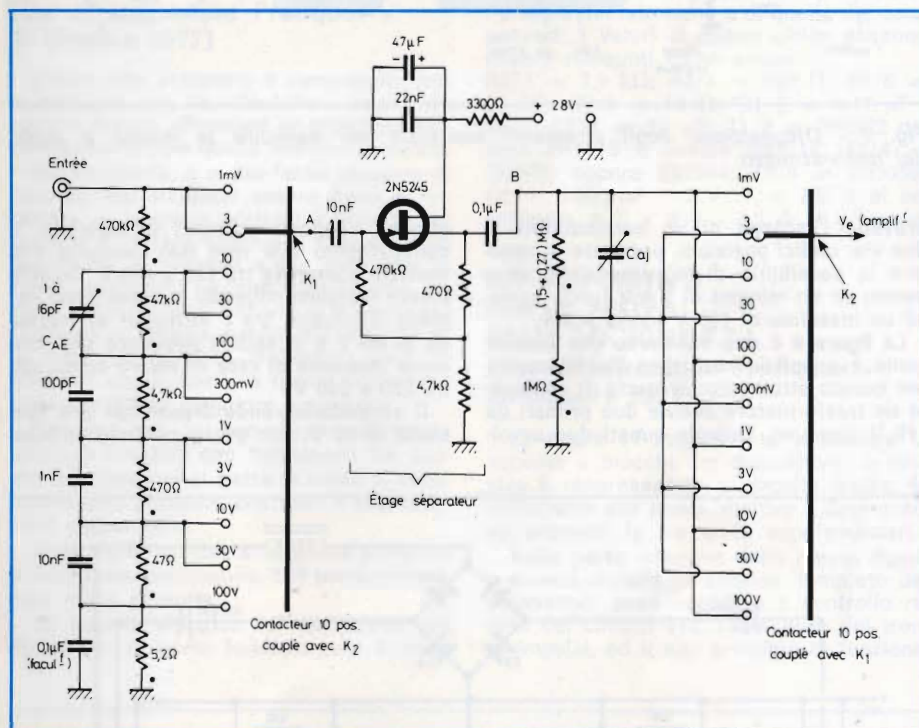 47µF
− +
22nF
3300Ω
+ 28V
Entrée
1mV
3
10
30
100
300mV
1V
3V
10V
30V
100V
470kΩ
47kΩ
4,7kΩ
470Ω
47Ω
5,2Ω
1 à
16pF
CAE
100pF
1nF
10nF
0,1µF
(facul.f)
K1
A
10nF
2N5245
470kΩ
470Ω
4,7kΩ
0,1µF
B
Étage séparateur
Contacteur 10 pos.
couplé avec K2
(1,5+0,27) MΩ
1MΩ
Caj
1mV
3
10
30
100
300mV
1V
3V
10V
30V
100V
Ve (amplif.r
K2
Contacteur 10 pos.
couplé avec K1